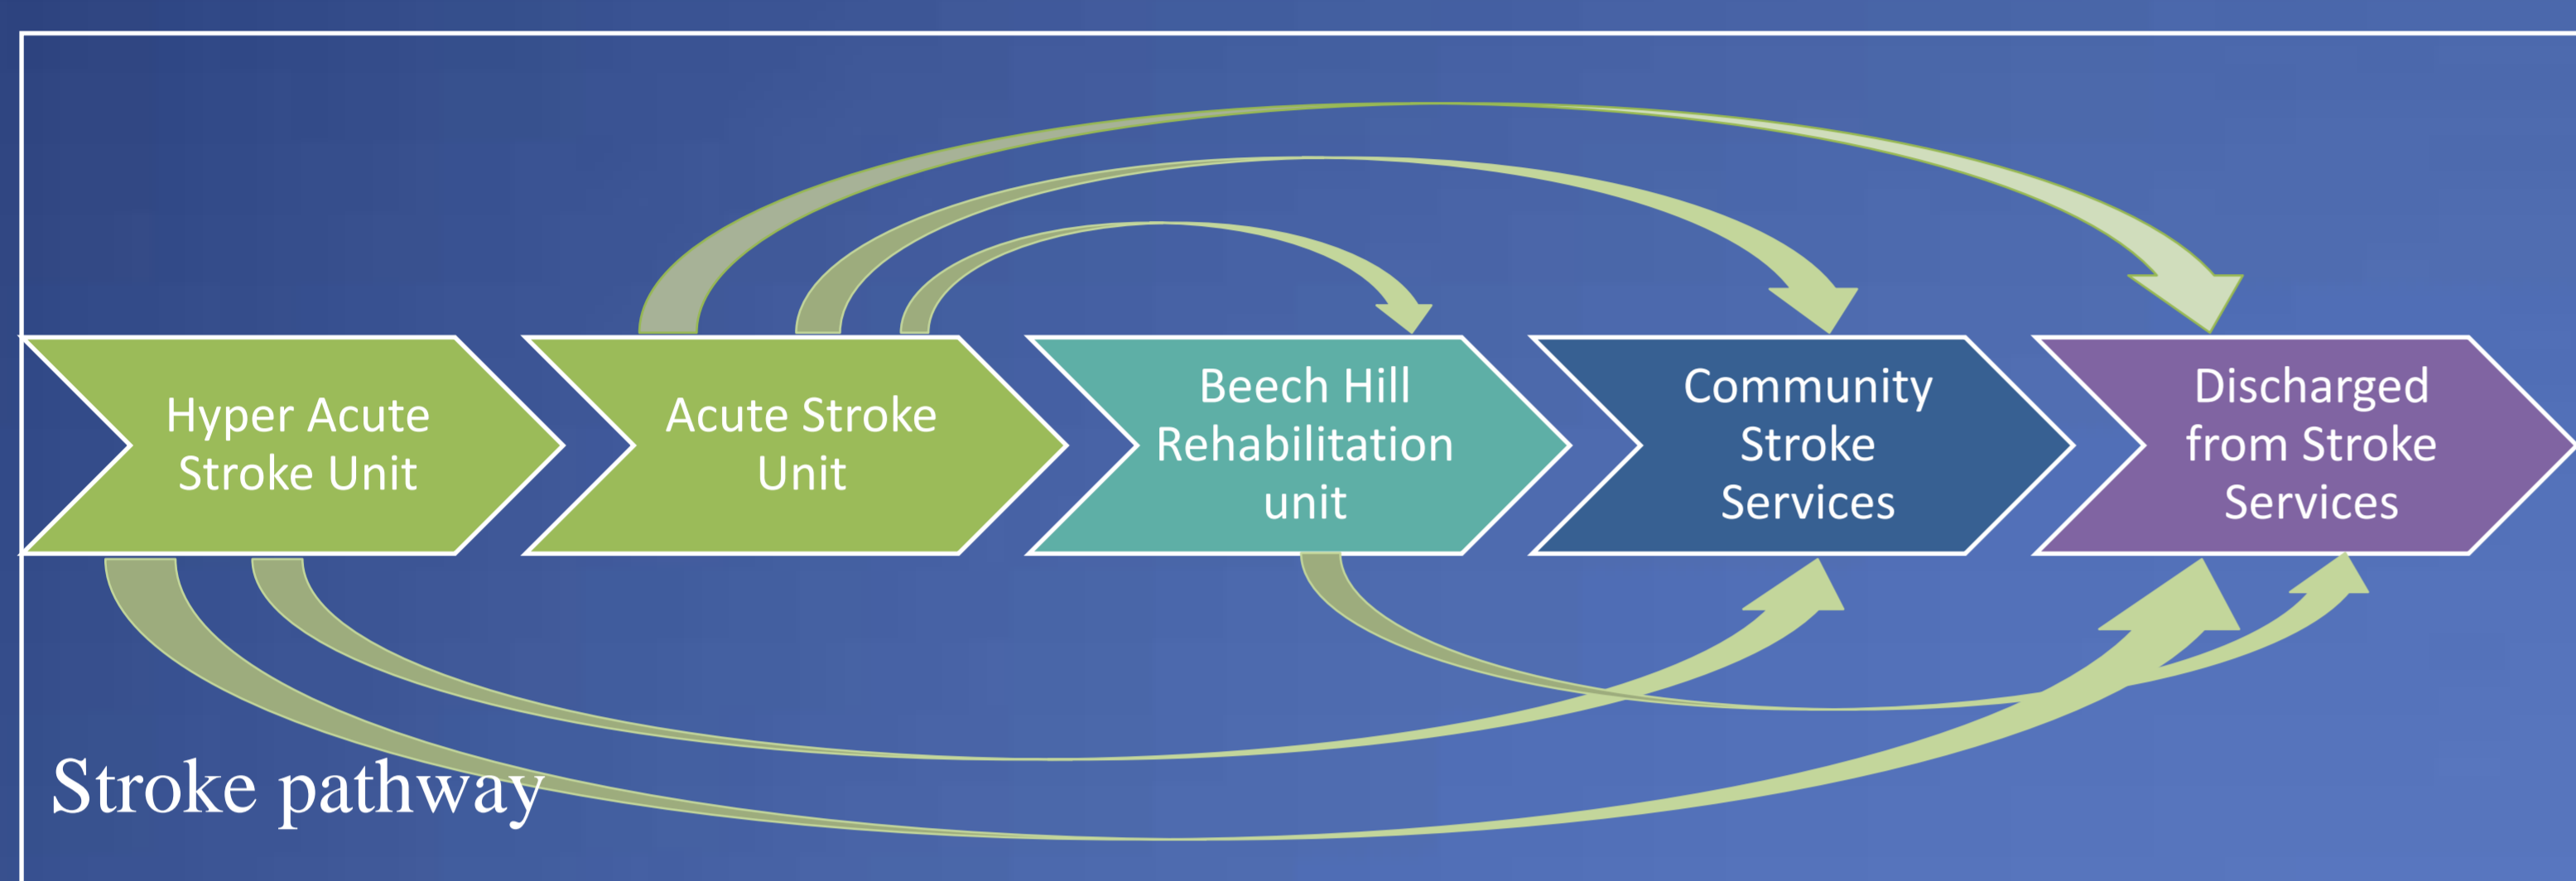 Hyper Acute
Stroke Unit
Acute Stroke
Unit
Beech Hill
Rehabilitation
unit
Community
Stroke
Services
Discharged
from Stroke
Services
Stroke pathway